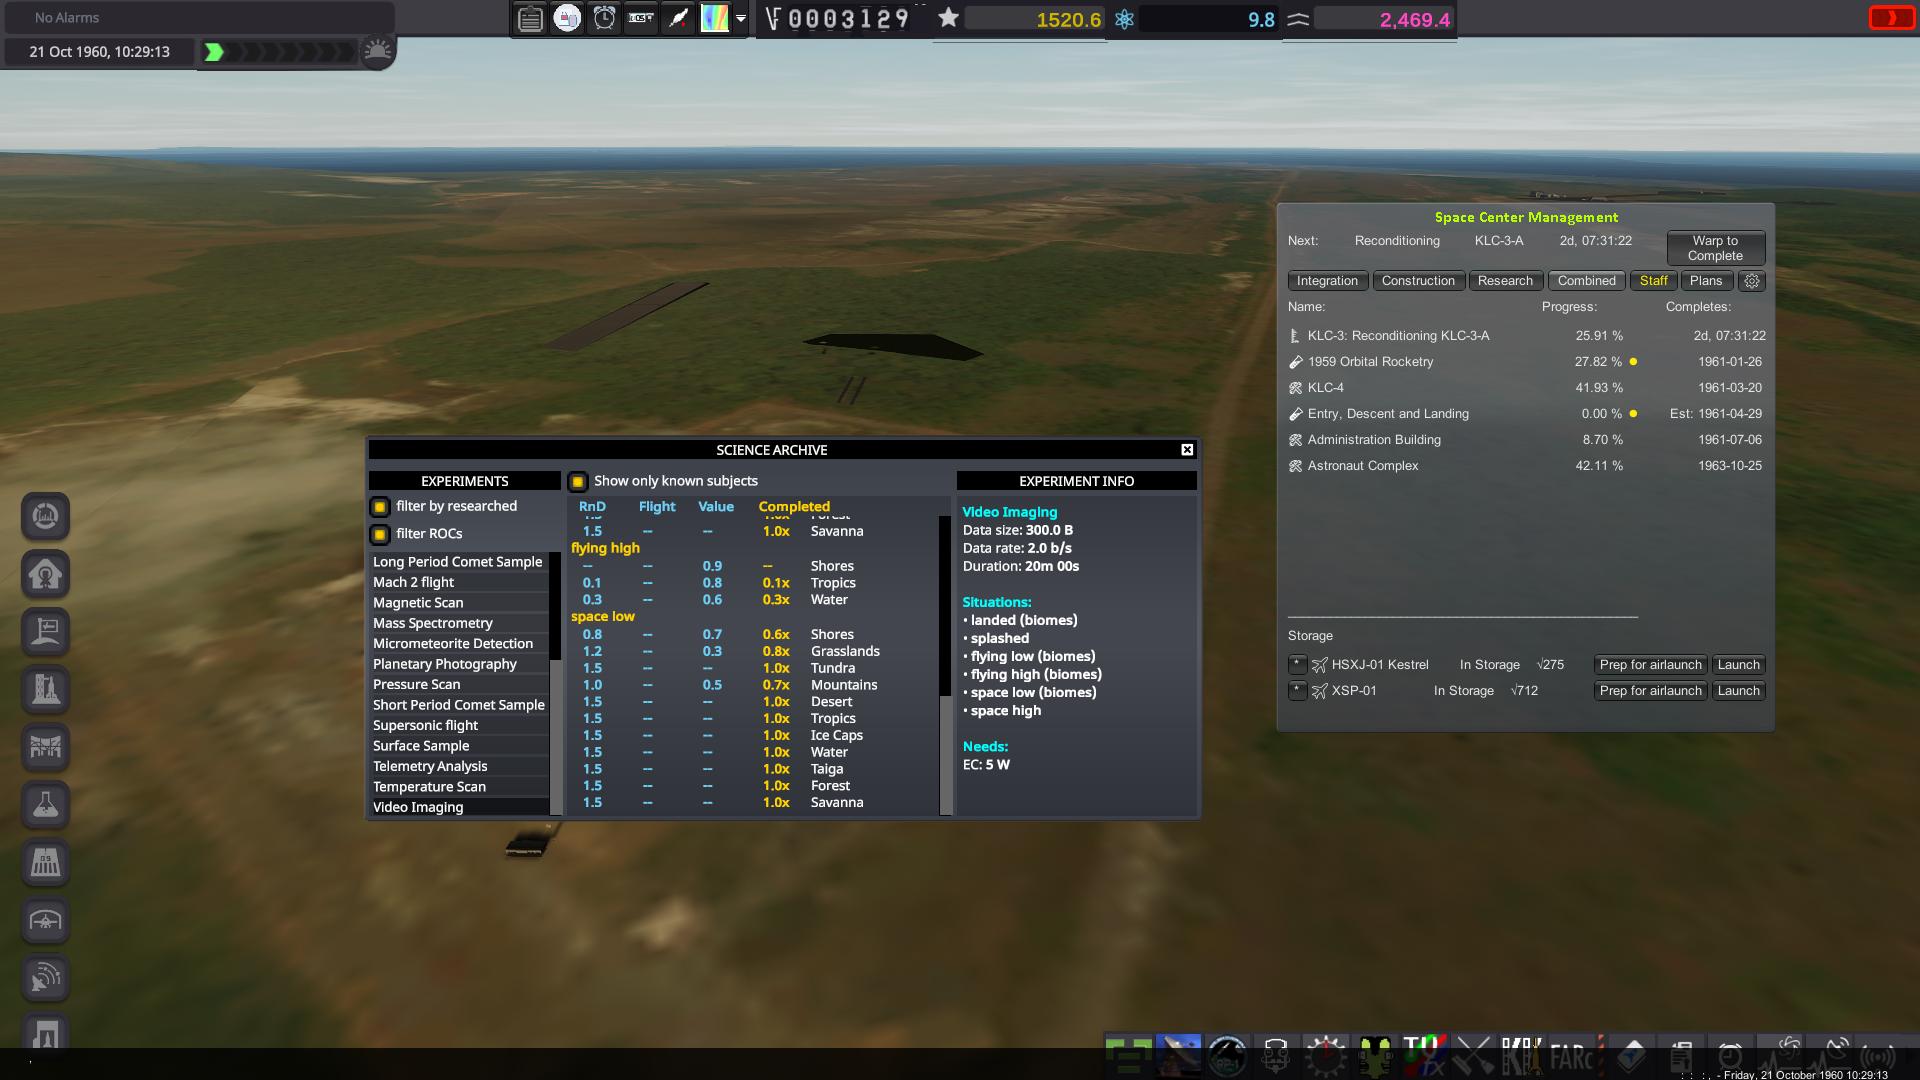 No Alarms
√F 0003129 1520.6 9.8 2,469.4
21 Oct 1960, 10:29:13
Space Center Management
Next: Reconditioning KLC-3-A 2d, 07:31:22 Warp to Complete
Integration Construction Research Combined Staff Plans
Name: Progress: Completes:
KLC-3: Reconditioning KLC-3-A 25.91 % 2d, 07:31:22
1959 Orbital Rocketry 27.82 % 1961-01-26
KLC-4 41.93 % 1961-03-20
Entry, Descent and Landing 0.00 % Est: 1961-04-29
Administration Building 8.70 % 1961-07-06
Astronaut Complex 42.11 % 1963-10-25
Storage
* HSXJ-01 Kestrel In Storage √275 Prep for airlaunch Launch
* XSP-01 In Storage √712 Prep for airlaunch Launch
SCIENCE ARCHIVE
EXPERIMENTS
filter by researched
filter ROCs
Long Period Comet Sample
Mach 2 flight
Magnetic Scan
Mass Spectrometry
Micrometeorite Detection
Planetary Photography
Pressure Scan
Short Period Comet Sample
Supersonic flight
Surface Sample
Telemetry Analysis
Temperature Scan
Video Imaging
Show only known subjects
RnD Flight Value Completed
1.5 -- -- 1.0x Forest
1.5 -- -- 1.0x Savanna
flying high
-- -- 0.9 -- Shores
0.1 -- 0.8 0.1x Tropics
0.3 -- 0.6 0.3x Water
space low
0.8 -- 0.7 0.6x Shores
1.2 -- 0.3 0.8x Grasslands
1.5 -- -- 1.0x Tundra
1.0 -- 0.5 0.7x Mountains
1.5 -- -- 1.0x Desert
1.5 -- -- 1.0x Tropics
1.5 -- -- 1.0x Ice Caps
1.5 -- -- 1.0x Water
1.5 -- -- 1.0x Taiga
1.5 -- -- 1.0x Forest
1.5 -- -- 1.0x Savanna
EXPERIMENT INFO
Video Imaging
Data size: 300.0 B
Data rate: 2.0 b/s
Duration: 20m 00s
Situations:
• landed (biomes)
• splashed
• flying low (biomes)
• flying high (biomes)
• space low (biomes)
• space high
Needs:
EC: 5 W
FARc
- Friday, 21 October 1960 10:29:13